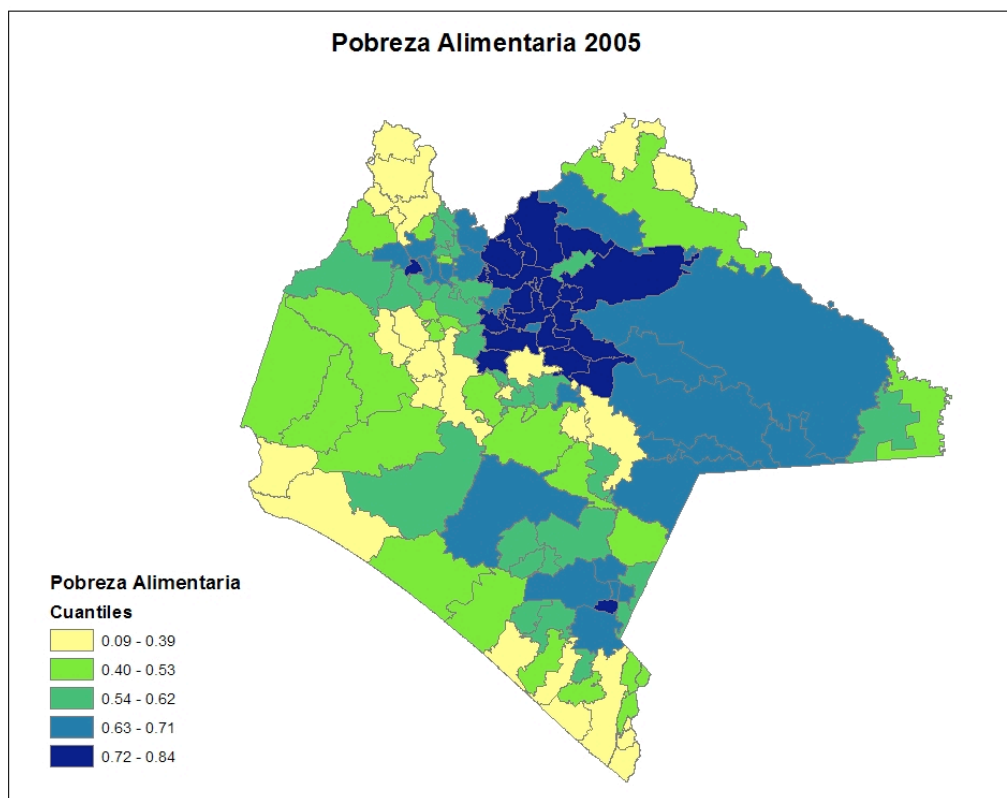 Pobreza Alimentaria 2005
Pobreza Alimentaria
Cuantiles
0.09 - 0.39
0.40 - 0.53
0.54 - 0.62
0.63 - 0.71
0.72 - 0.84